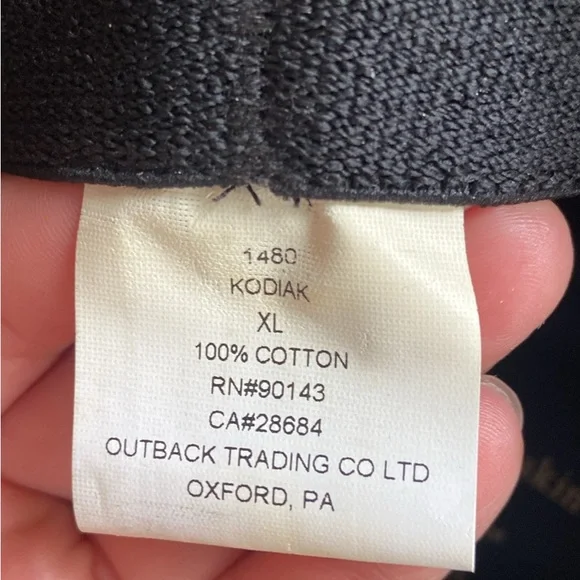 1480
KODIAK
XL
100% COTTON
RN#90143
CA#28684
OUTBACK TRADING CO LTD
OXFORD, PA